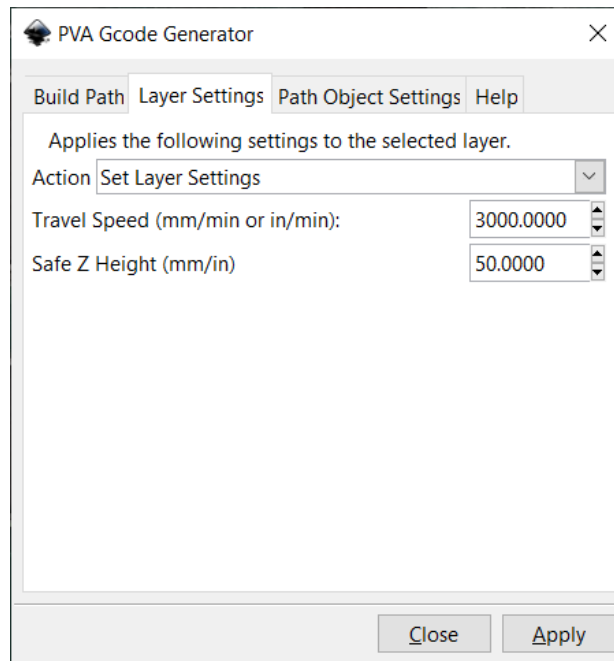 PVA Gcode Generator
Build Path Layer Settings Path Object Settings Help
Applies the following settings to the selected layer.
Action Set Layer Settings
Travel Speed (mm/min or in/min): 3000.0000
Safe Z Height (mm/in) 50.0000
Close Apply